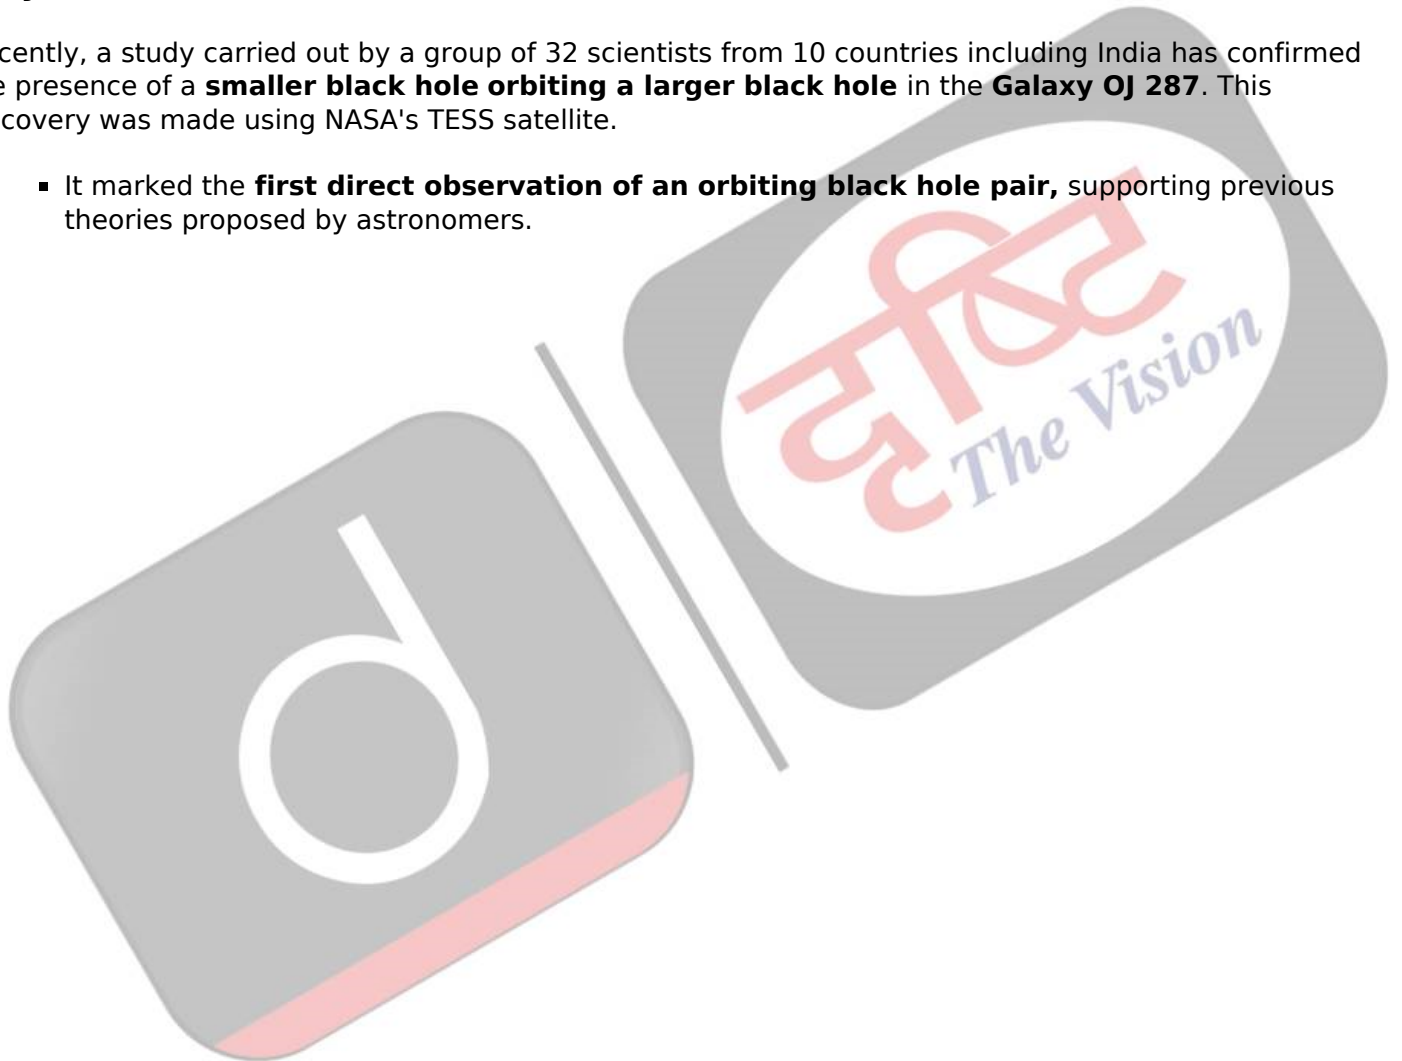 cently, a study carried out by a group of 32 scientists from 10 countries including India has confirmed
e presence of a smaller black hole orbiting a larger black hole in the Galaxy OJ 287. This
covery was made using NASA's TESS satellite.
▪ It marked the first direct observation of an orbiting black hole pair, supporting previous
theories proposed by astronomers.
दृष्टि
The Vision
d